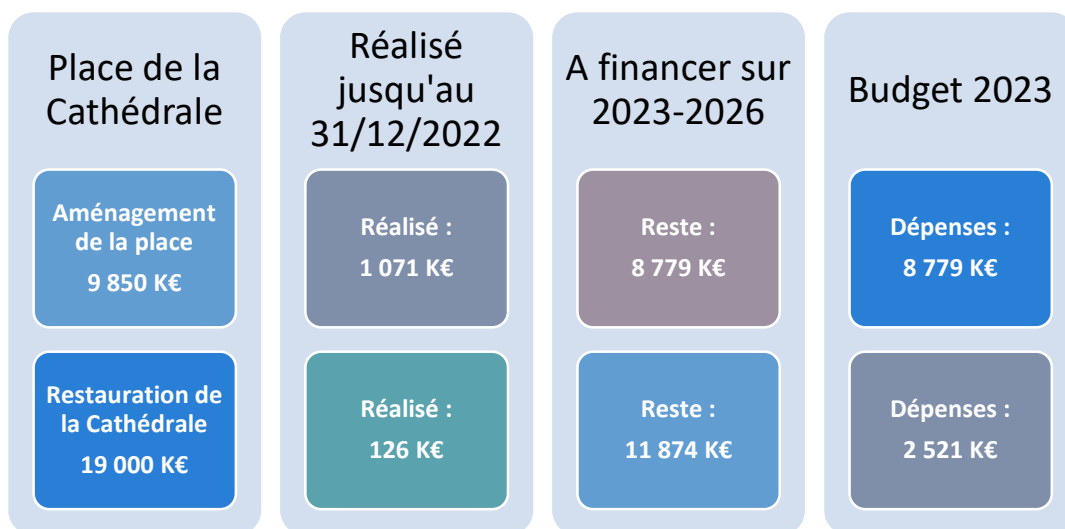 Place de la
Cathédrale
Aménagement
de la place
9 850 K€
Restauration de
la Cathédrale
19 000 K€
Réalisé
jusqu'au
31/12/2022
Réalisé :
1 071 K€
Réalisé :
126 K€
A financer sur
2023-2026
Reste :
8 779 K€
Reste :
11 874 K€
Budget 2023
Dépenses :
8 779 K€
Dépenses :
2 521 K€